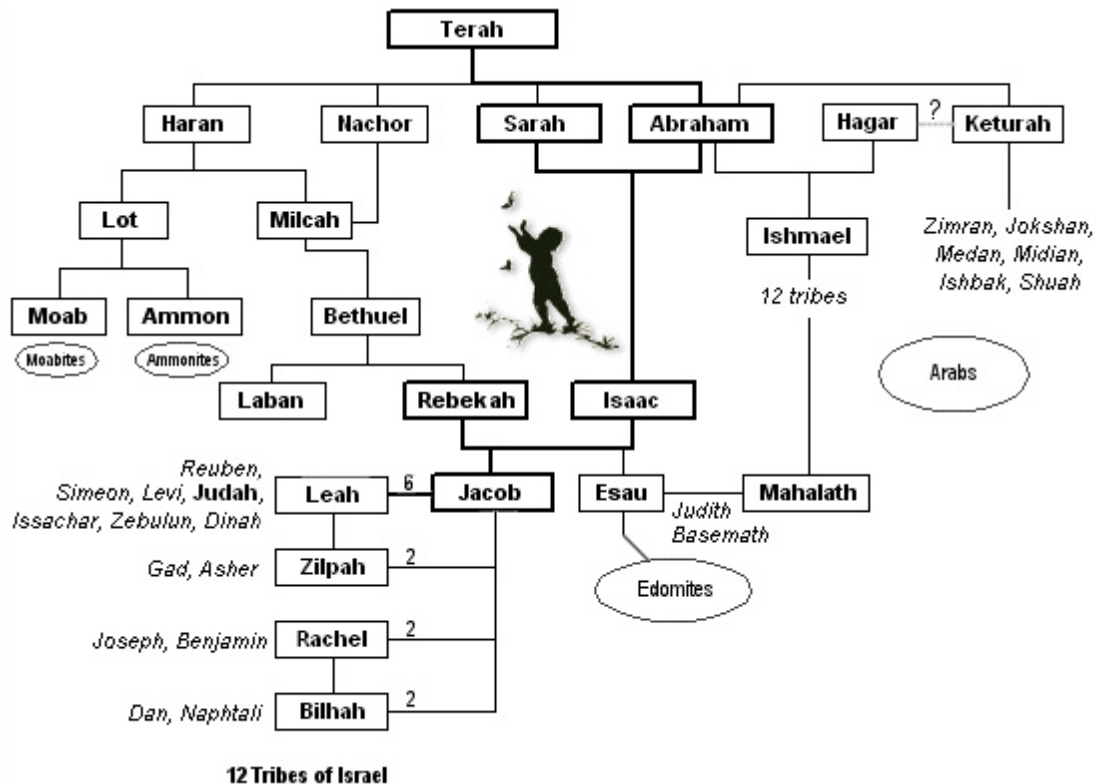 Terah
Haran
Nachor
Sarah
Abraham
Hagar
?
Keturah
Lot
Milcah
Ishmael
Zimran, Jokshan,
Medan, Midian,
Ishbak, Shuah
12 tribes
Moab
Ammon
Bethuel
Moabites
Ammonites
Arabs
Laban
Rebekah
Isaac
Reuben,
Simeon, Levi, Judah,
Issachar, Zebulun, Dinah
Leah
6
Jacob
Esau
Judith
Basemath
Mahalath
Gad, Asher
Zilpah
2
Edomites
Joseph, Benjamin
Rachel
2
Dan, Naphtali
Bilhah
2
12 Tribes of Israel